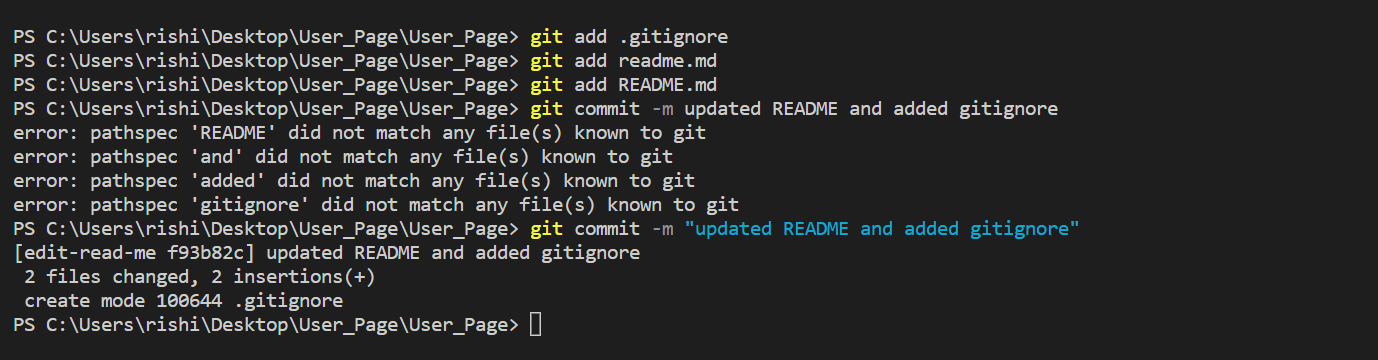 PS C:\Users\rishi\Desktop\User_Page\User_Page> git add .gitignore
PS C:\Users\rishi\Desktop\User_Page\User_Page> git add readme.md
PS C:\Users\rishi\Desktop\User_Page\User_Page> git add README.md
PS C:\Users\rishi\Desktop\User_Page\User_Page> git commit -m updated README and added gitignore
error: pathspec 'README' did not match any file(s) known to git
error: pathspec 'and' did not match any file(s) known to git
error: pathspec 'added' did not match any file(s) known to git
error: pathspec 'gitignore' did not match any file(s) known to git
PS C:\Users\rishi\Desktop\User_Page\User_Page> git commit -m "updated README and added gitignore"
[edit-read-me f93b82c] updated README and added gitignore
 2 files changed, 2 insertions(+)
 create mode 100644 .gitignore
PS C:\Users\rishi\Desktop\User_Page\User_Page>